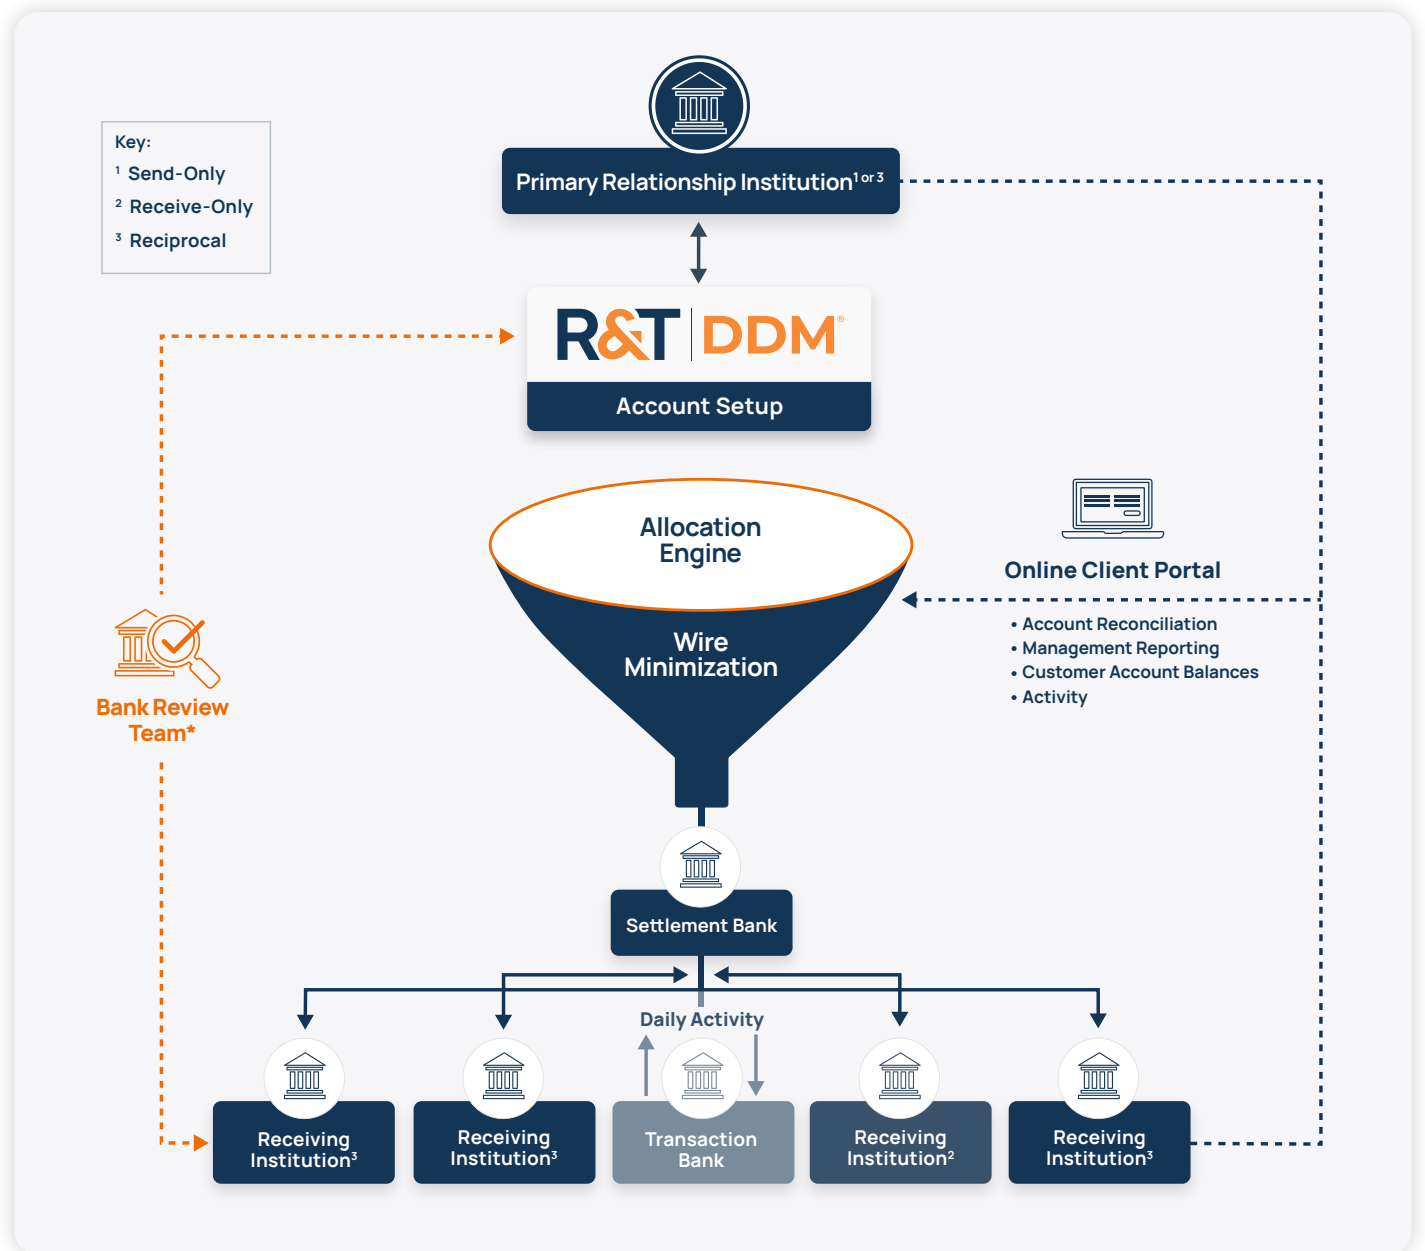 Key:
¹ Send-Only
² Receive-Only
³ Reciprocal
Primary Relationship Institution¹ ᵒʳ ³
R&T | DDM®
Account Setup
Allocation
Engine
Wire
Minimization
Online Client Portal
• Account Reconciliation
• Management Reporting
• Customer Account Balances
• Activity
Bank Review
Team*
Settlement Bank
Daily Activity
Receiving
Institution³
Receiving
Institution³
Transaction
Bank
Receiving
Institution²
Receiving
Institution³